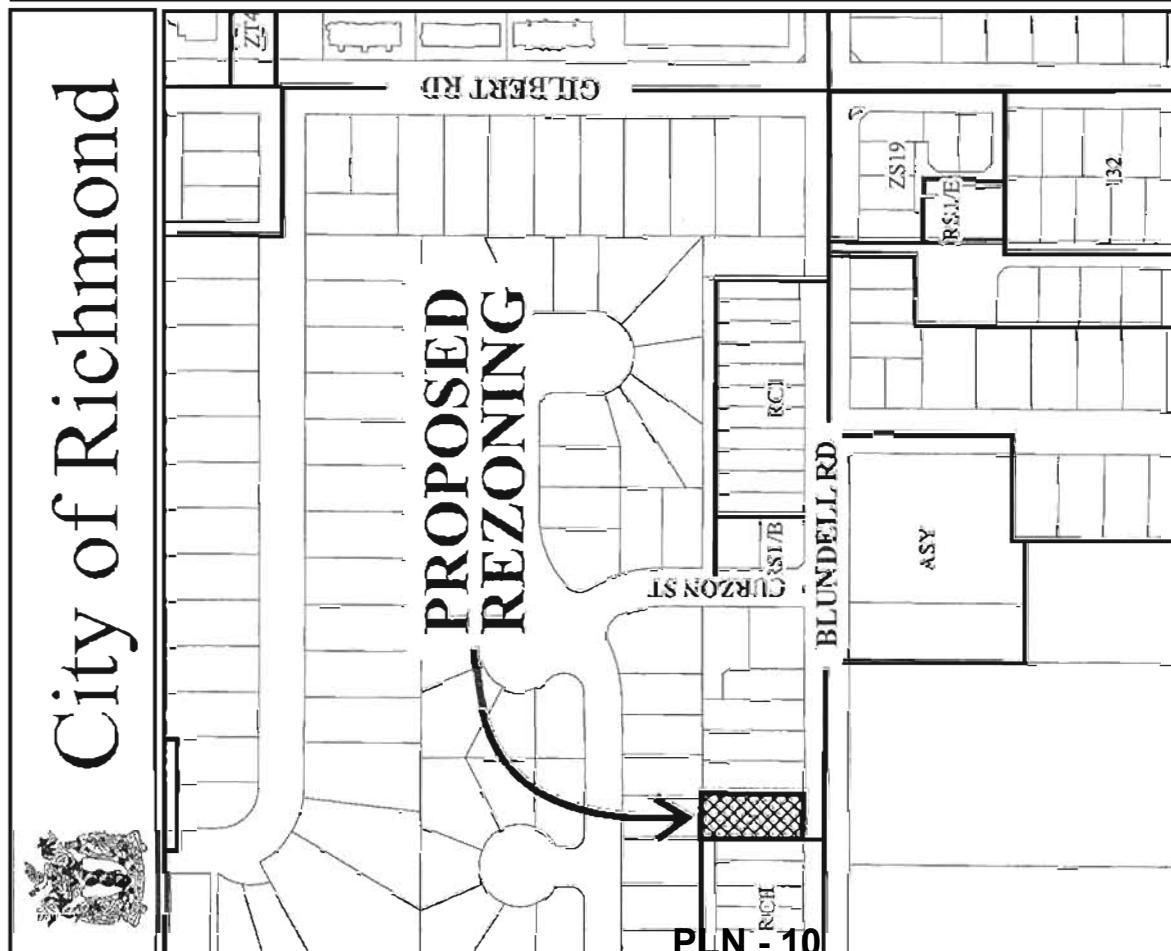 City of Richmond
ZT4
GILBERT RD
PROPOSED
REZONING
ZS19
RS1/E
RC1
RS1/B
CURZON ST
BLUNDELL RD
ASY
RCH
PLN - 10